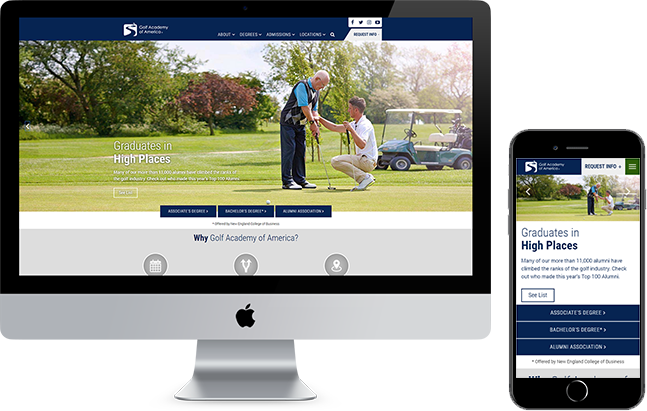 Golf Academy
of America
ABOUT
DEGREES
ADMISSIONS
LOCATIONS
REQUEST INFO
Graduates in
High Places
Many of our more than 11,000 alumni have climbed the ranks of
the golf industry. Check out who made this year's Top 100 Alumni.
See List
ASSOCIATE'S DEGREE >
BACHELOR'S DEGREE* >
ALUMNI ASSOCIATION >
* Offered by New England College of Business
Why Golf Academy of America?
Golf Academy
of America
REQUEST INFO >
Graduates in
High Places
Many of our more than 11,000 alumni have
climbed the ranks of the golf industry. Check
out who made this year's Top 100 Alumni.
See List
ASSOCIATE'S DEGREE >
BACHELOR'S DEGREE* >
ALUMNI ASSOCIATION >
* Offered by New England College of Business